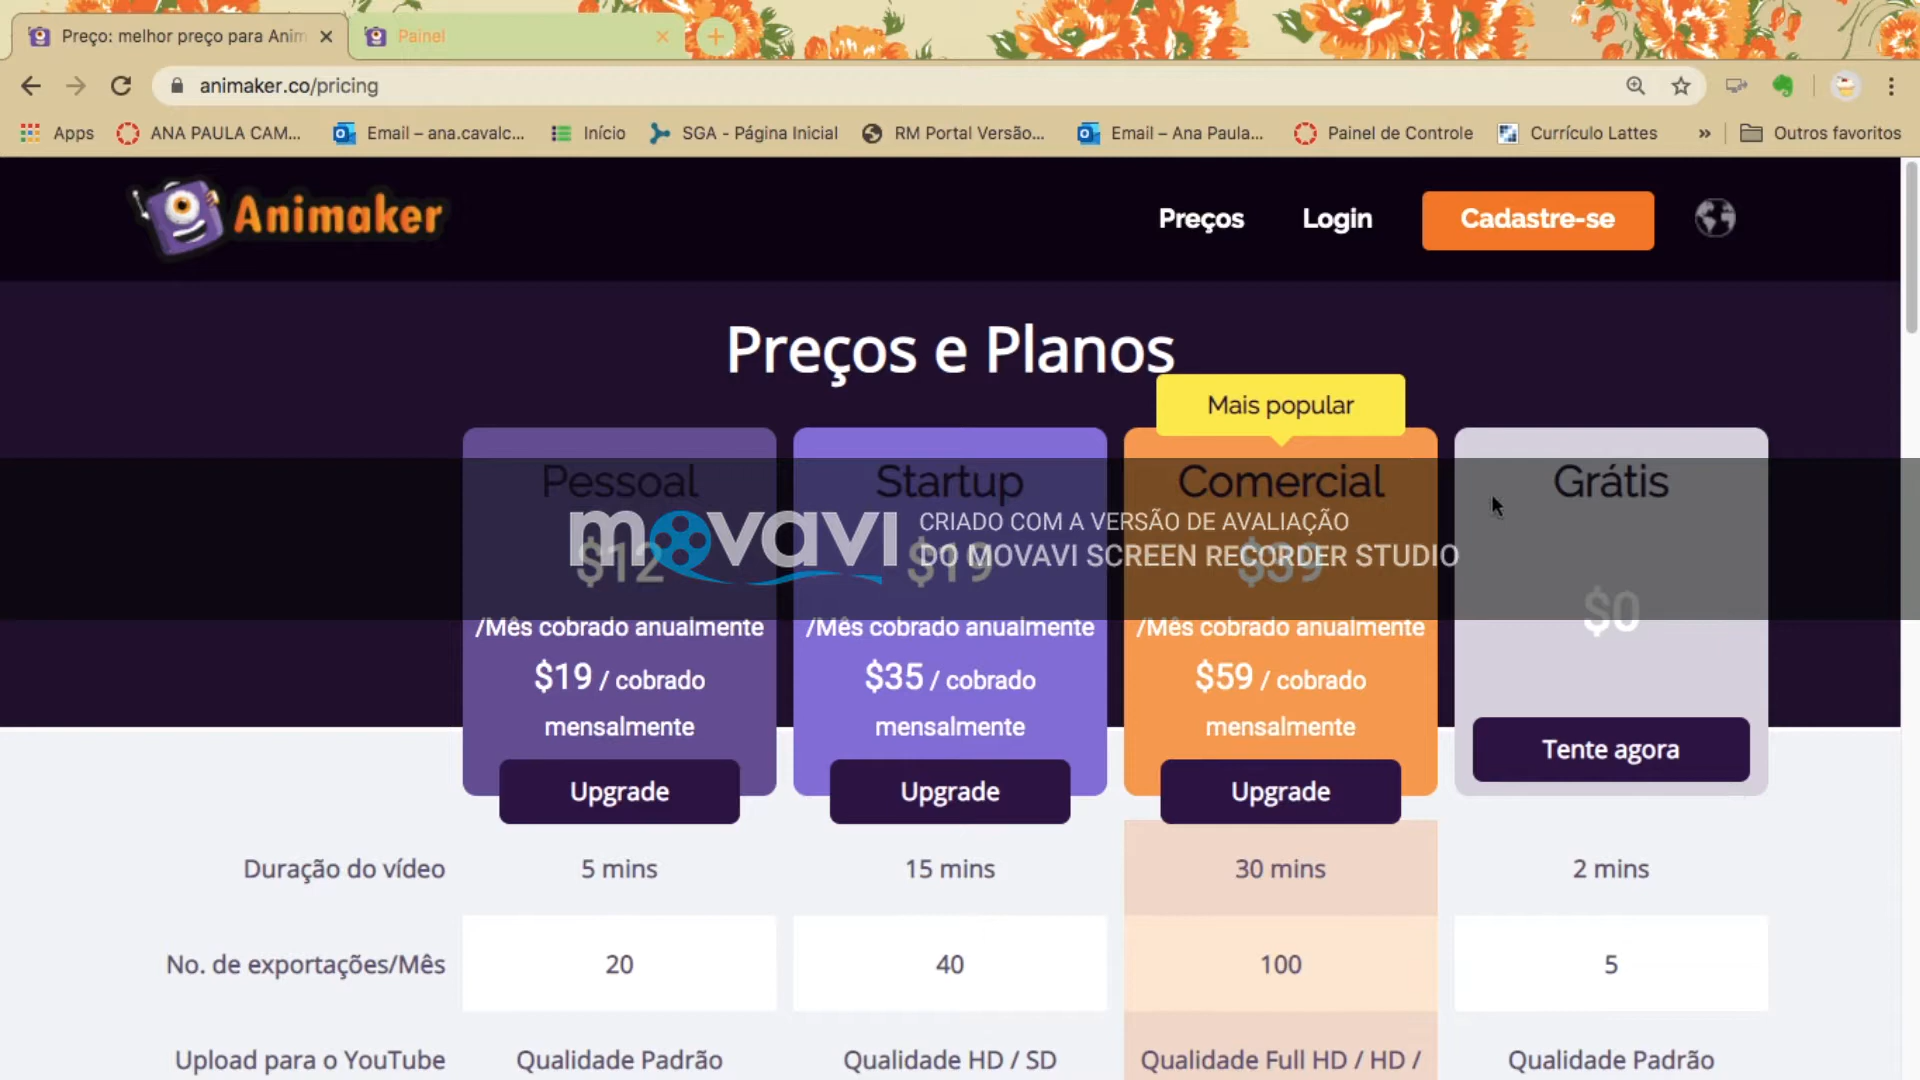 Preço: melhor preço para Anim
Painel
animaker.co/pricing
Apps
ANA PAULA CAM...
Email – ana.cavalc...
Início
SGA - Página Inicial
RM Portal Versão...
Email – Ana Paula...
Painel de Controle
Currículo Lattes
»
Outros favoritos
Animaker
Preços
Login
Cadastre-se
Preços e Planos
Mais popular
Pessoal
Startup
Comercial
Grátis
movavi
CRIADO COM A VERSÃO DE AVALIAÇÃO
DO MOVAVI SCREEN RECORDER STUDIO
$12
$19
$39
$0
/Mês cobrado anualmente
/Mês cobrado anualmente
/Mês cobrado anualmente
$19 / cobrado
mensalmente
$35 / cobrado
mensalmente
$59 / cobrado
mensalmente
Tente agora
Upgrade
Upgrade
Upgrade
Duração do vídeo
5 mins
15 mins
30 mins
2 mins
No. de exportações/Mês
20
40
100
5
Upload para o YouTube
Qualidade Padrão
Qualidade HD / SD
Qualidade Full HD / HD /
Qualidade Padrão